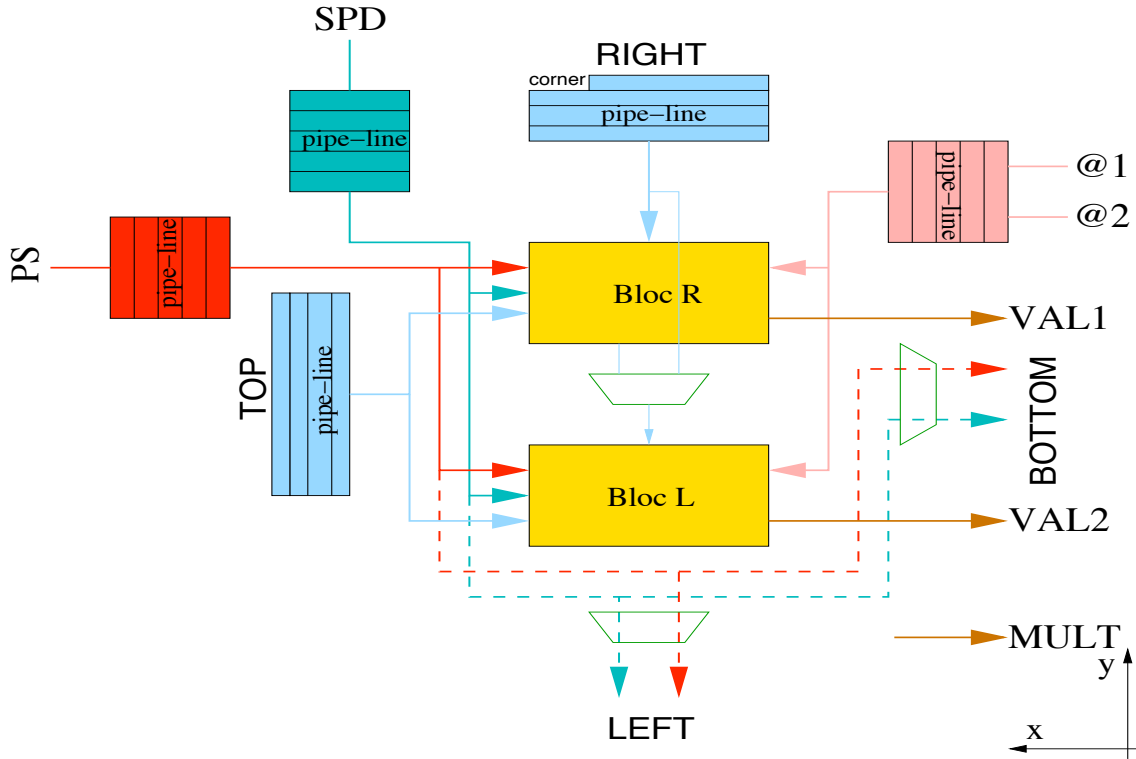 SPD
RIGHT
corner
pipe-line
pipe-line
@1
pipe-line
@2
PS
pipe-line
Bloc R
VAL1
TOP
pipe-line
BOTTOM
Bloc L
VAL2
MULT
y
LEFT
x